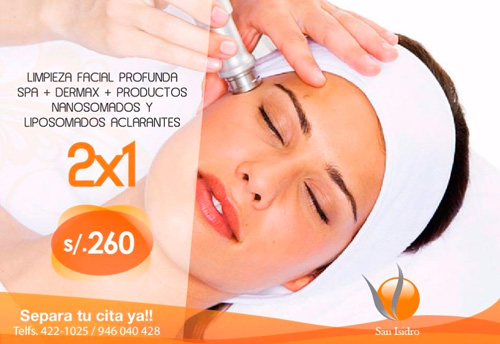 LIMPIEZA FACIAL PROFUNDA
SPA + DERMAX + PRODUCTOS
NANOSOMADOS Y
LIPOSOMADOS ACLARANTES
2x1
s/.260
Separa tu cita ya!!
Telfs. 422-1025 / 946 040 428
San Isidro